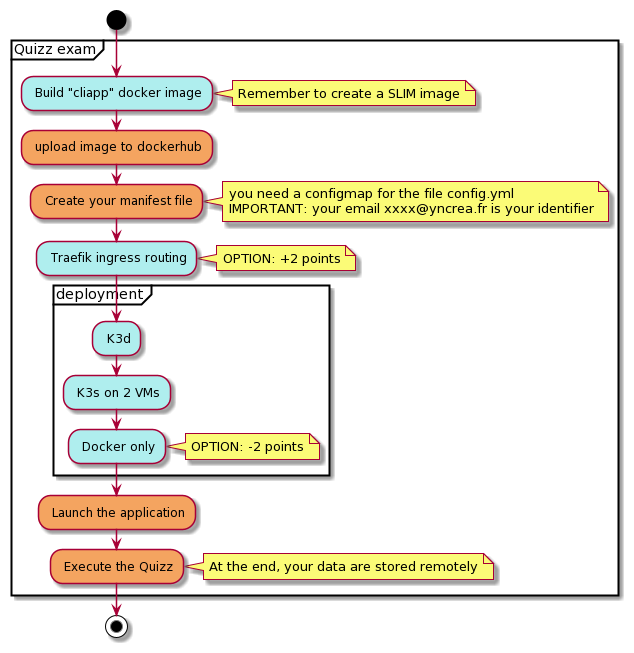 Quizz exam
Build "cliapp" docker image
Remember to create a SLIM image
upload image to dockerhub
Create your manifest file
you need a configmap for the file config.yml
IMPORTANT: your email xxxx@yncrea.fr is your identifier
Traefik ingress routing
OPTION: +2 points
deployment
K3d
K3s on 2 VMs
Docker only
OPTION: -2 points
Launch the application
Execute the Quizz
At the end, your data are stored remotely